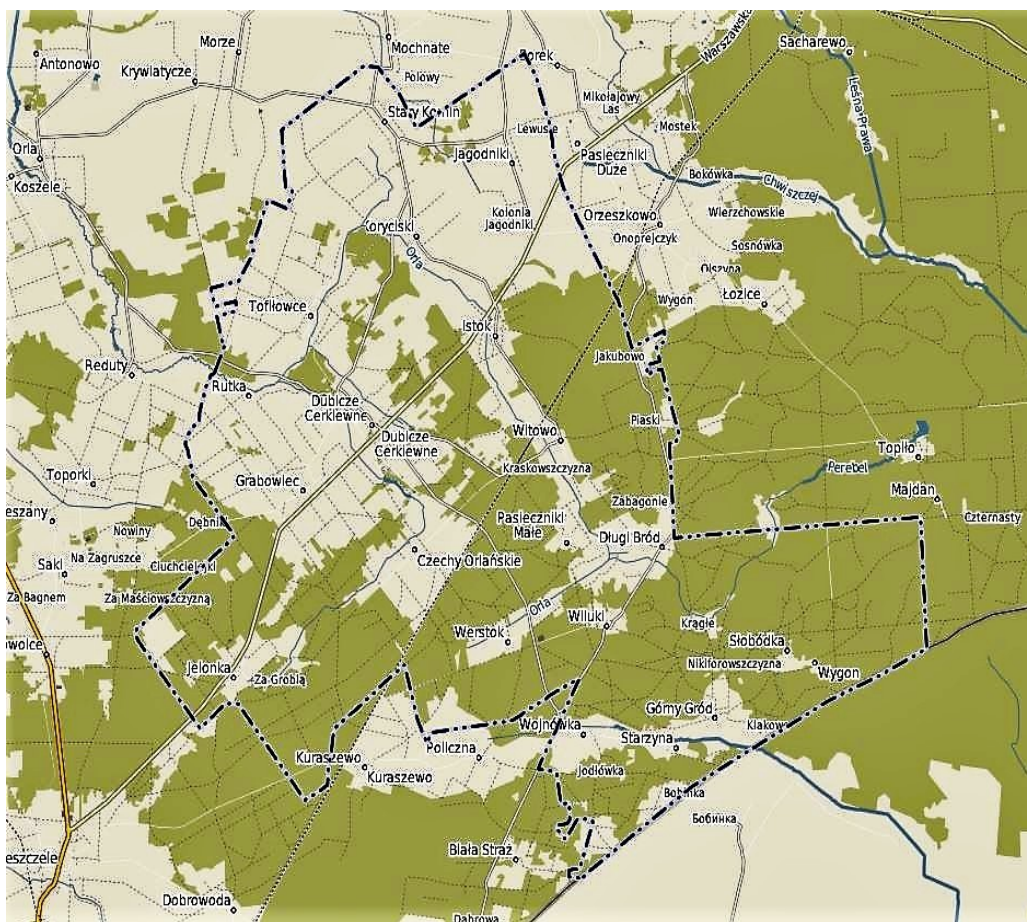 Morze
Mochnate
Warszawska
Sacharewo
Antonowo
Krywiatycze
Połowy
Borek
Mikołajowy
Las
Stary Kornin
Lewusie
Mostek
Leśna Prawa
Orla
Koszele
Jagodniki
Pasieczniki
Duże
Bokówka
Chwiszczej
Kolonia
Jagodniki
Orzeszkowo
Wierzchowskie
Koryciski
Onoprejczyk
Sosnówka
Orla
Olszyna
Tofiłowce
Wygon
Łozice
Istok
Jakubowo
Reduty
Rutka
Dubicze
Cerkiewne
Piaski
Dubicze
Cerkiewne
Witowo
Topiło
Toporki
Grabowiec
Kraskowszczyzna
Perebel
Majdan
Zabagonie
Czternasty
Nowiny
Pasieczniki
Małe
Długi Bród
Na Zagruszce
Saki
Czechy Orlańskie
Za Bagnem
Za Maściowszczyzną
Orla
Wiluki
Krągłe
Werstok
Słobódka
Jelonka
Za Groblą
Nikiforowszczyzna
Wygon
Górny Gród
Wojnówka
Klakowo
Starzyna
Policzna
Kuraszewo
Kuraszewo
Jodłówka
Bobinka
Бобинка
Biała Straż
Dobrowoda
Dąbrowa